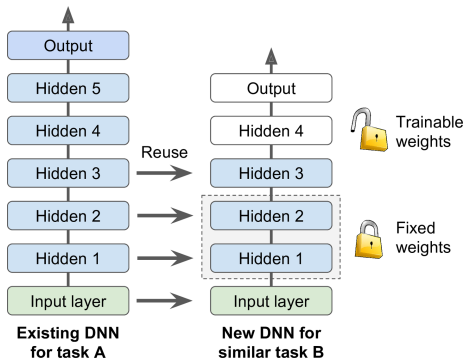 Output
Hidden 5
Hidden 4
Hidden 3
Hidden 2
Hidden 1
Input layer
Existing DNN
for task A
Reuse
Output
Hidden 4
Hidden 3
Hidden 2
Hidden 1
Input layer
New DNN for
similar task B
Trainable
weights
Fixed
weights